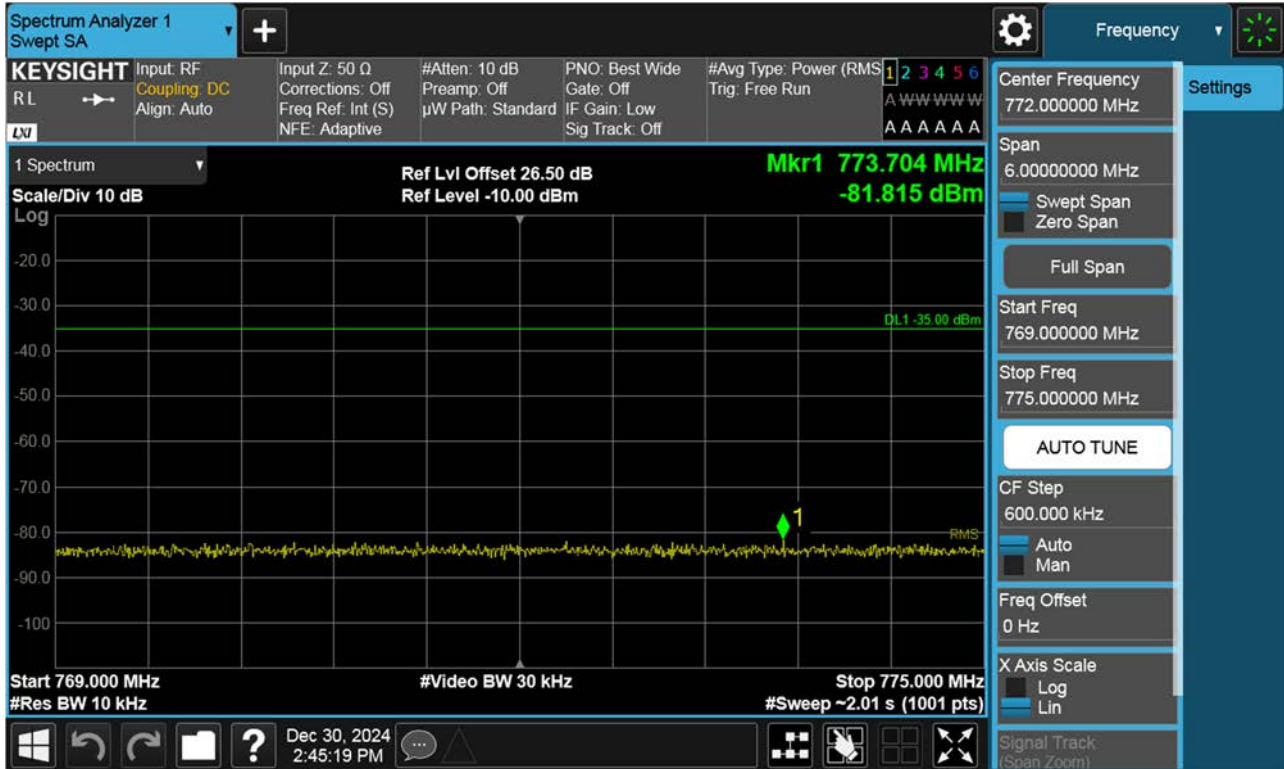 Spectrum Analyzer 1
Swept SA
+
Frequency
KEYSIGHT
RL
LXI
Input: RF
Coupling: DC
Align: Auto
Input Z: 50 Ω
Corrections: Off
Freq Ref: Int (S)
NFE: Adaptive
#Atten: 10 dB
Preamp: Off
µW Path: Standard
PNO: Best Wide
Gate: Off
IF Gain: Low
Sig Track: Off
#Avg Type: Power (RMS
Trig: Free Run
1 2 3 4 5 6
A W W W W W
A A A A A A
1 Spectrum
Scale/Div 10 dB
Log
Ref Lvl Offset 26.50 dB
Ref Level -10.00 dBm
Mkr1 773.704 MHz
-81.815 dBm
-20.0
-30.0
DL1 -35.00 dBm
-40.0
-50.0
-60.0
-70.0
1
-80.0
RMS
-90.0
-100
Start 769.000 MHz
#Res BW 10 kHz
#Video BW 30 kHz
Stop 775.000 MHz
#Sweep ~2.01 s (1001 pts)
?
Dec 30, 2024
2:45:19 PM
Center Frequency
772.000000 MHz
Span
6.00000000 MHz
Swept Span
Zero Span
Full Span
Start Freq
769.000000 MHz
Stop Freq
775.000000 MHz
AUTO TUNE
CF Step
600.000 kHz
Auto
Man
Freq Offset
0 Hz
X Axis Scale
Log
Lin
Signal Track
(Span Zoom)
Settings